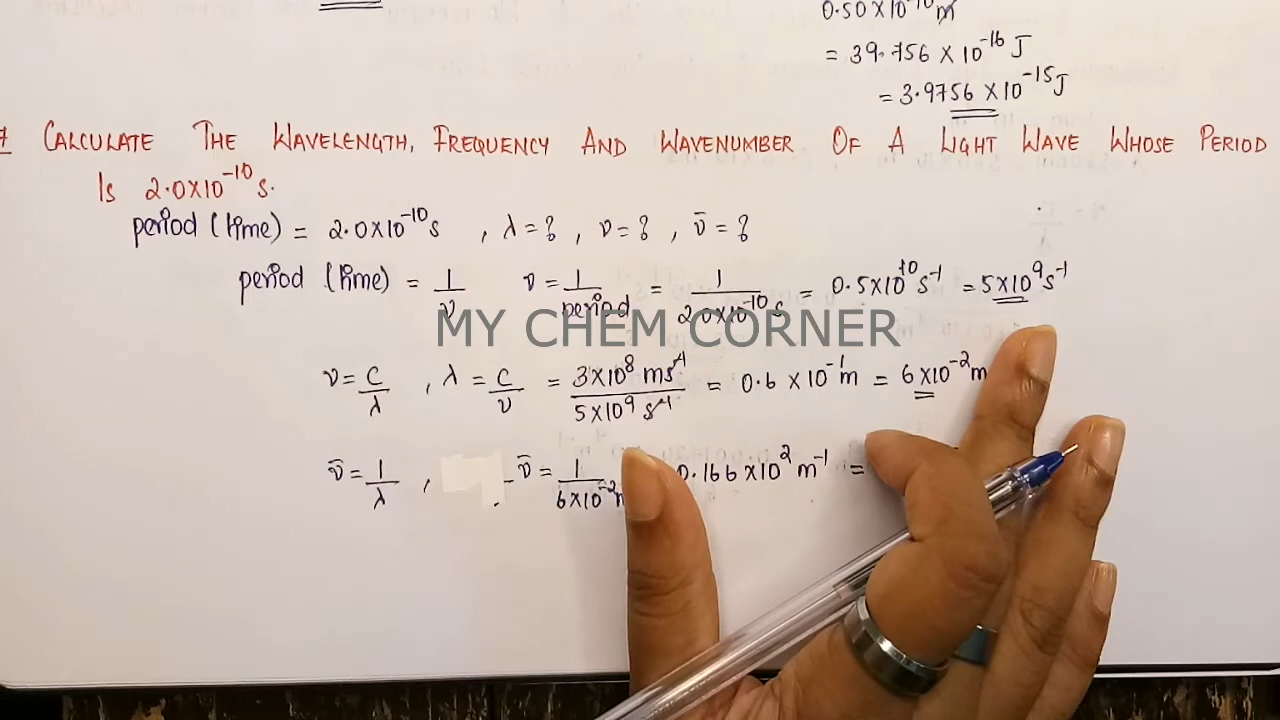 0.50×10⁻¹⁰m
= 39.756 × 10⁻¹⁶ J
= 3.9756 × 10⁻¹⁵ J
7 CALCULATE THE WAVELENGTH, FREQUENCY AND WAVENUMBER OF A LIGHT WAVE WHOSE PERIOD
IS 2.0×10⁻¹⁰ s.
period (time) = 2.0×10⁻¹⁰ s , λ = ? , ν = ? , ν̄ = ?
period (time) = 1/ν ν = 1/period = 1/2.0×10⁻¹⁰ s = 0.5×10¹⁰ s⁻¹ = 5×10⁹ s⁻¹
MY CHEM CORNER
ν = c/λ , λ = c/ν = 3×10⁸ ms⁻¹/5×10⁹ s⁻¹ = 0.6 × 10⁻¹ m = 6×10⁻² m
ν̄ = 1/λ , ν̄ = 1/6×10⁻² 0.166×10² m⁻¹ =